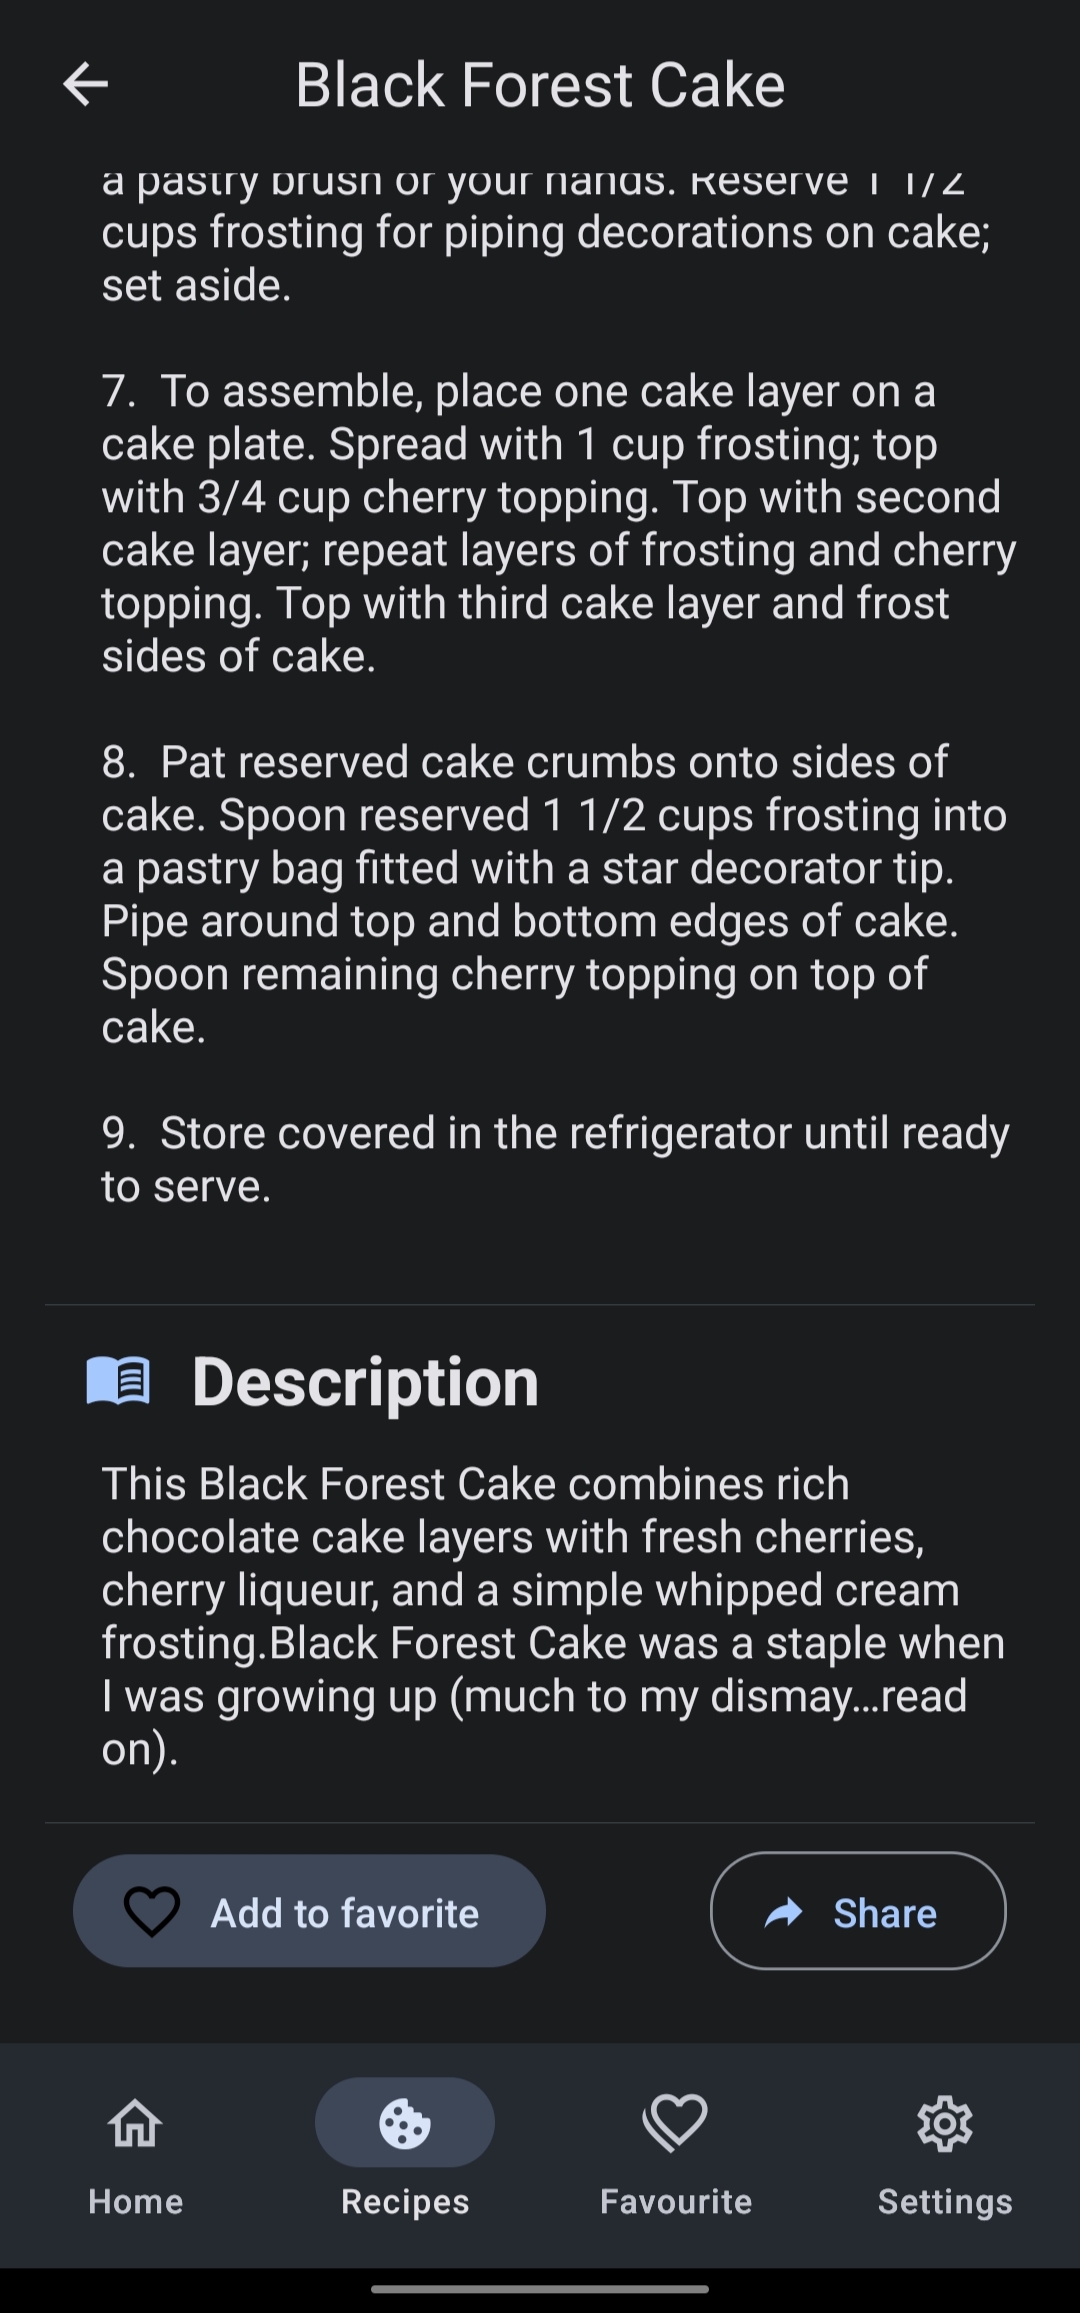 Black Forest Cake
a pastry brush or your hands. Reserve 1 1/2
cups frosting for piping decorations on cake;
set aside.
7. To assemble, place one cake layer on a
cake plate. Spread with 1 cup frosting; top
with 3/4 cup cherry topping. Top with second
cake layer; repeat layers of frosting and cherry
topping. Top with third cake layer and frost
sides of cake.
8. Pat reserved cake crumbs onto sides of
cake. Spoon reserved 1 1/2 cups frosting into
a pastry bag fitted with a star decorator tip.
Pipe around top and bottom edges of cake.
Spoon remaining cherry topping on top of
cake.
9. Store covered in the refrigerator until ready
to serve.
Description
This Black Forest Cake combines rich
chocolate cake layers with fresh cherries,
cherry liqueur, and a simple whipped cream
frosting.Black Forest Cake was a staple when
I was growing up (much to my dismay...read
on).
Add to favorite
Share
Home
Recipes
Favourite
Settings